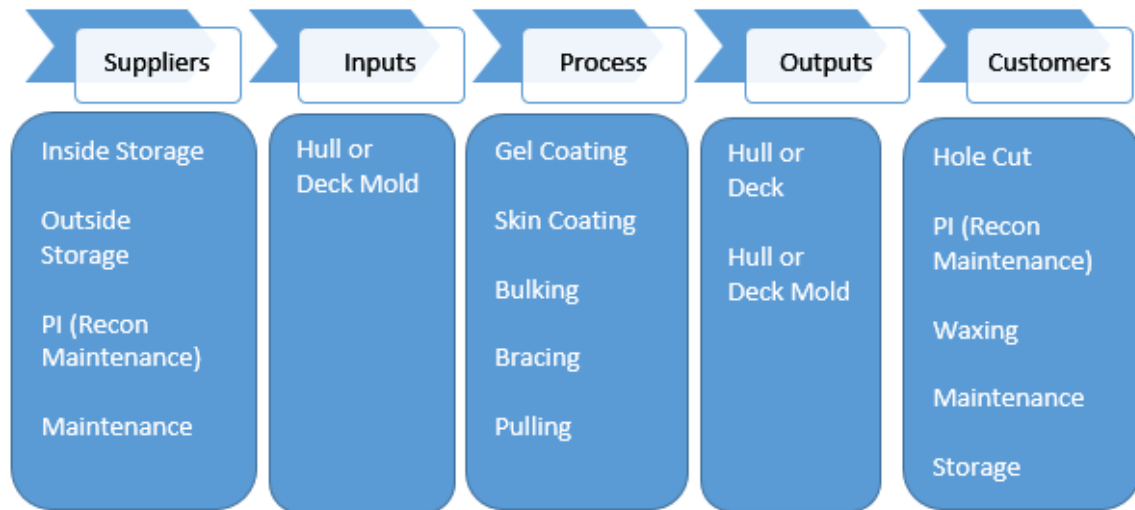 Suppliers
Inputs
Process
Outputs
Customers
Inside Storage
Outside
Storage
PI (Recon
Maintenance)
Maintenance
Hull or
Deck Mold
Gel Coating
Skin Coating
Bulking
Bracing
Pulling
Hull or
Deck
Hull or
Deck Mold
Hole Cut
PI (Recon
Maintenance)
Waxing
Maintenance
Storage